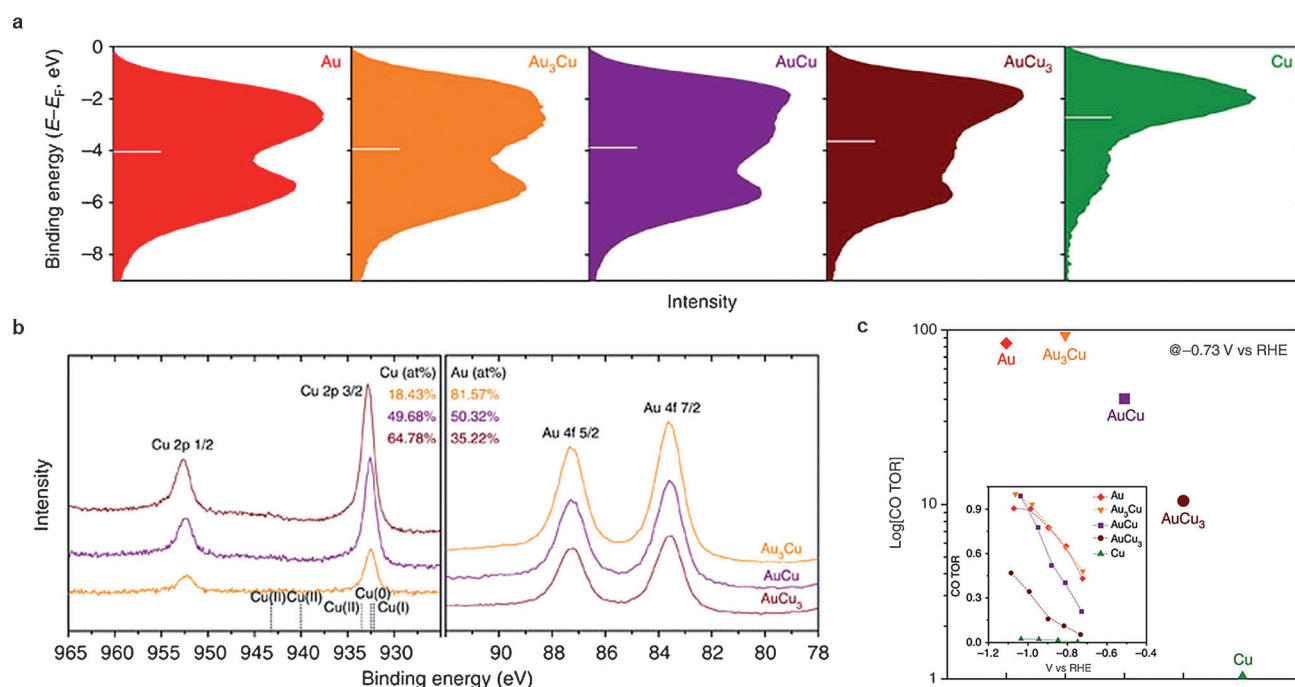 a
Binding energy (E–E_F, eV)
0
−2
−4
−6
−8
Au
Au₃Cu
AuCu
AuCu₃
Cu
Intensity
b
Intensity
Cu 2p 1/2
Cu 2p 3/2
Cu (at%)
18.43%
49.68%
64.78%
Au (at%)
81.57%
50.32%
35.22%
Au 4f 5/2
Au 4f 7/2
Au₃Cu
AuCu
AuCu₃
Cu(II)
Cu(II)
Cu(II)
Cu(0)
Cu(I)
965 960 955 950 945 940 935 930
90 88 86 84 82 80 78
Binding energy (eV)
c
Log[CO TOR]
100
10
1
@−0.73 V vs RHE
Au
Au₃Cu
AuCu
AuCu₃
Cu
CO TOR
0.9
0.6
0.3
0.0
Au
Au₃Cu
AuCu
AuCu₃
Cu
−1.2 −1.0 −0.8 −0.6 −0.4
V vs RHE